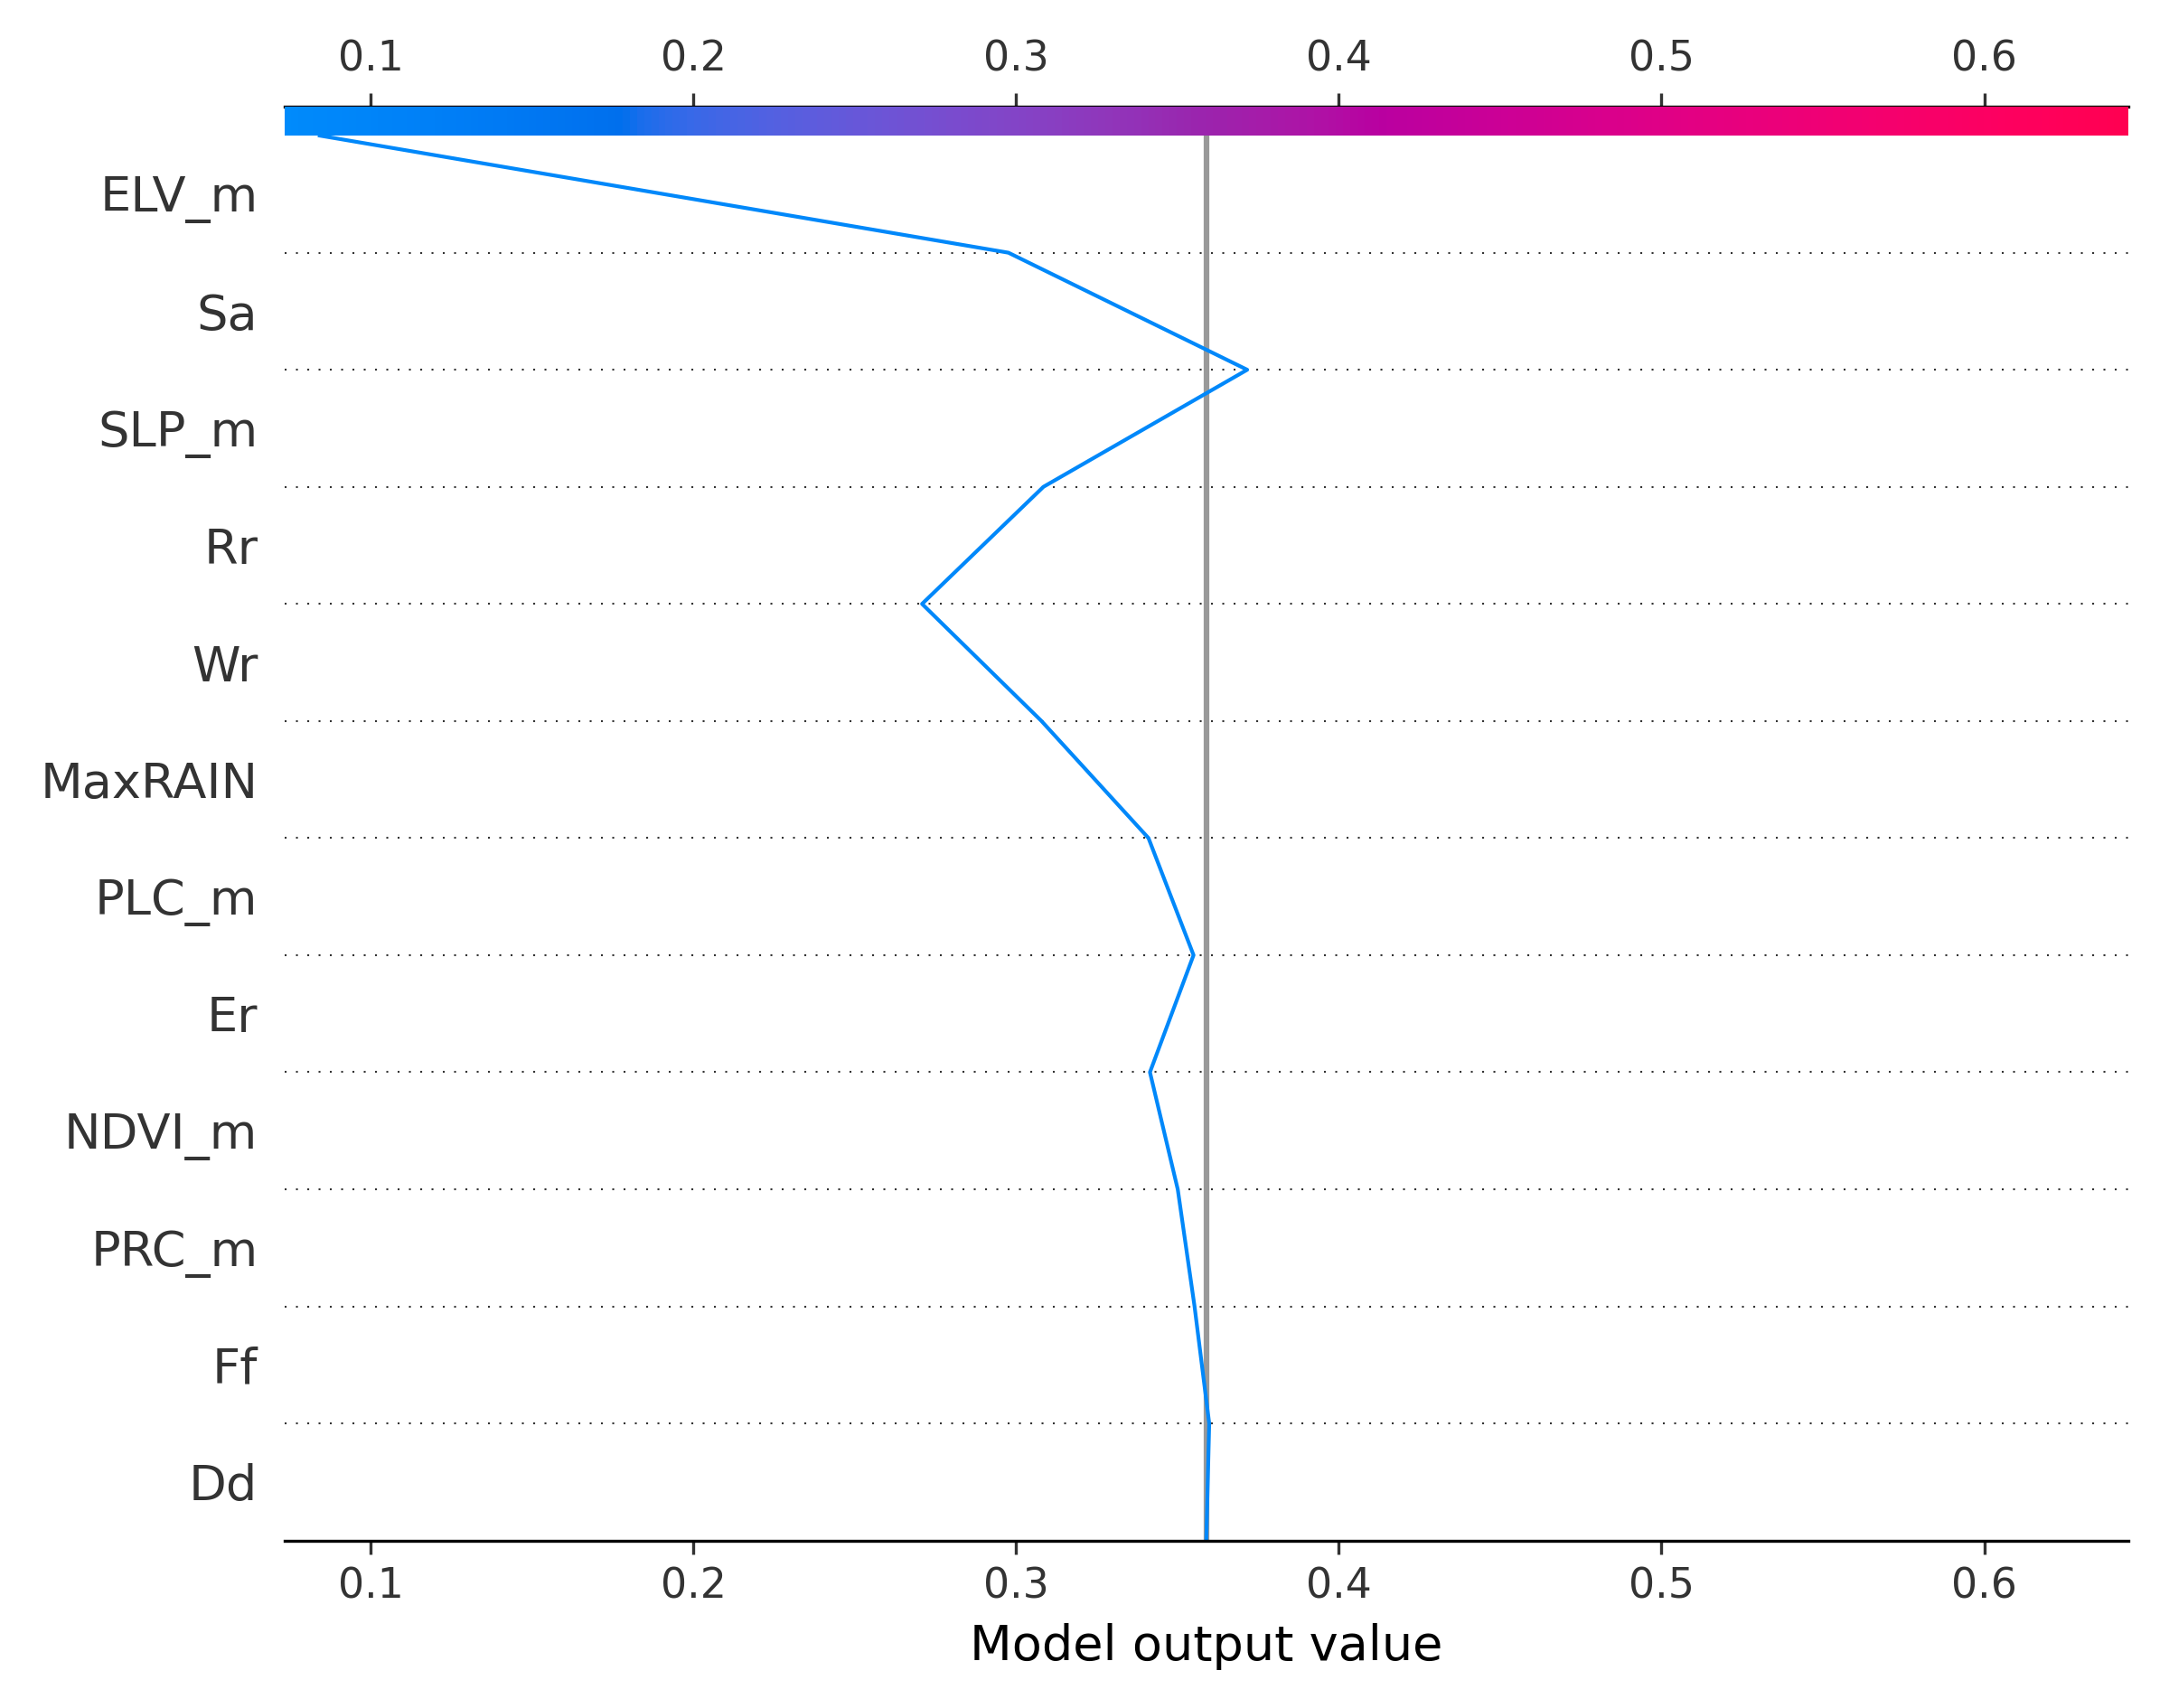 0.1 0.2 0.3 0.4 0.5 0.6
ELV_m
Sa
SLP_m
Rr
Wr
MaxRAIN
PLC_m
Er
NDVI_m
PRC_m
Ff
Dd
0.1 0.2 0.3 0.4 0.5 0.6
Model output value